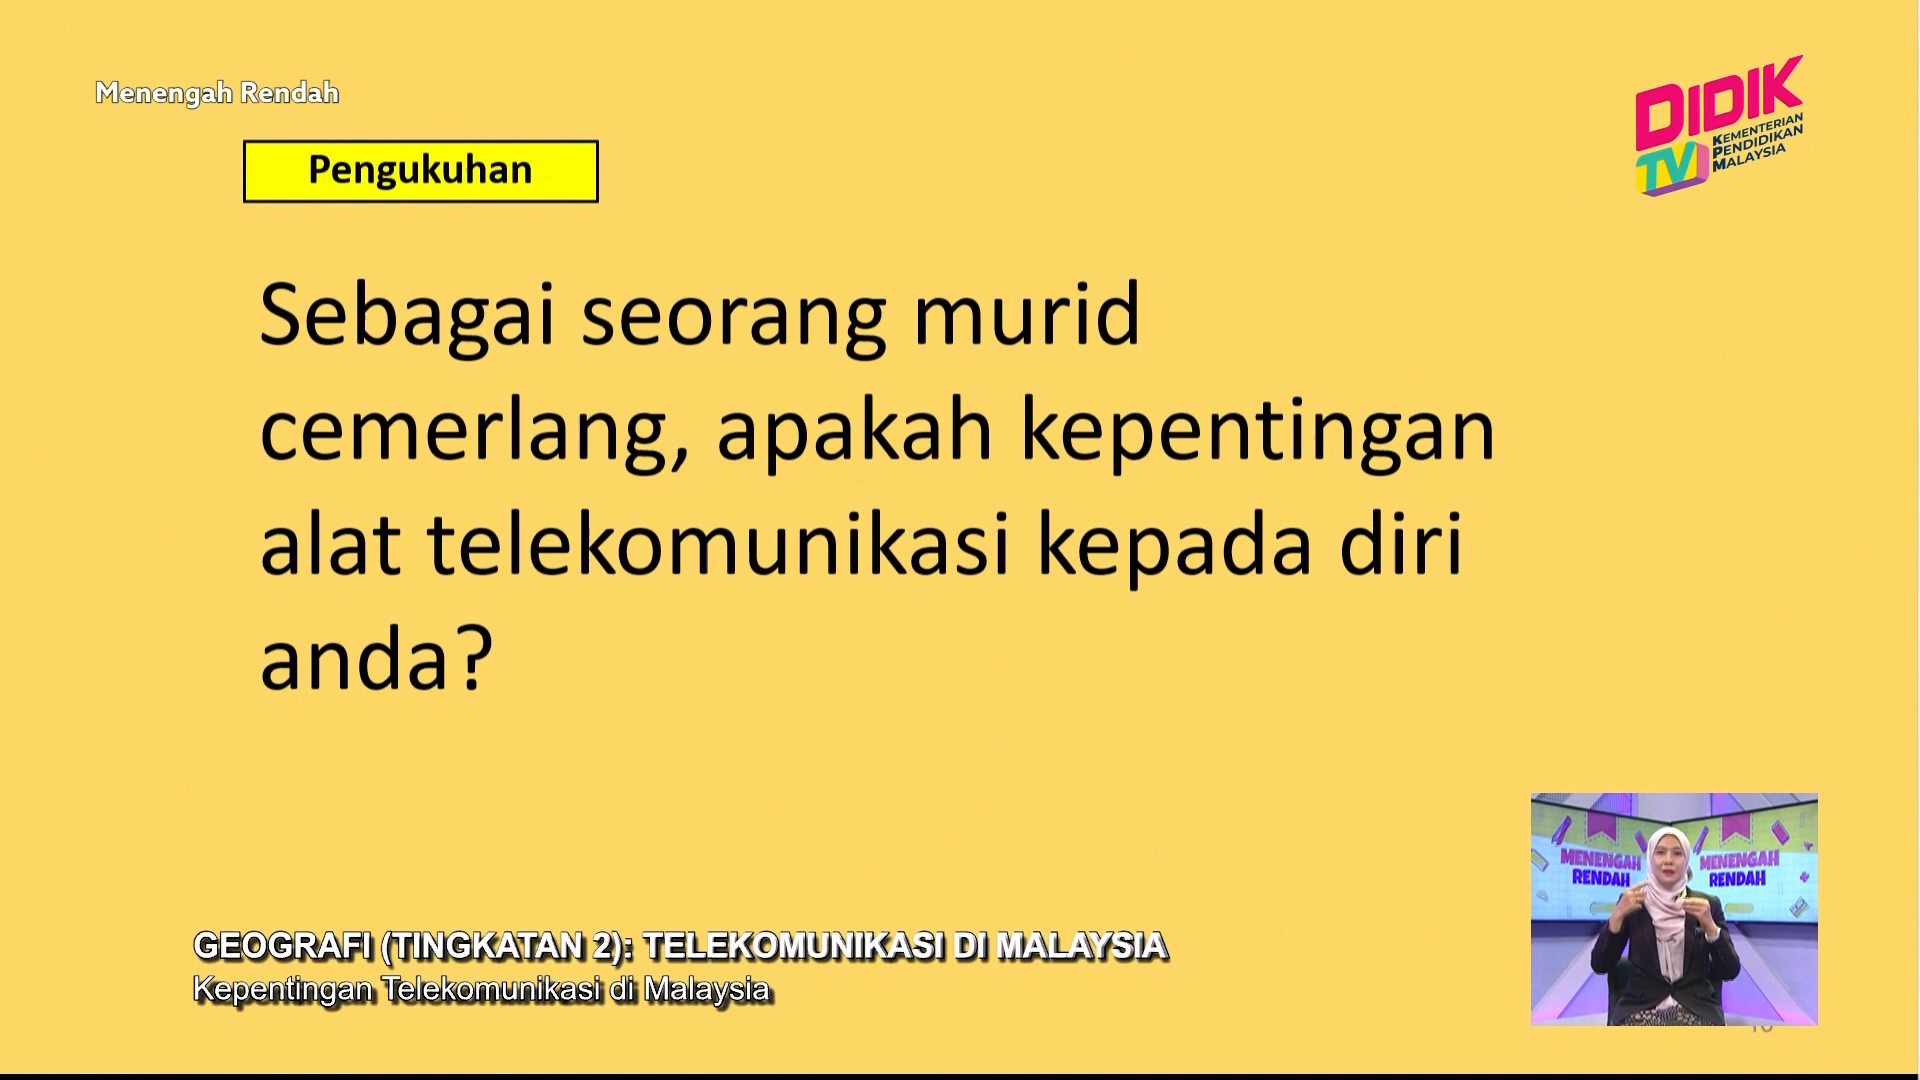 Menengah Rendah
DIDIK
TV
KEMENTERIAN
PENDIDIKAN
MALAYSIA
Pengukuhan
Sebagai seorang murid
cemerlang, apakah kepentingan
alat telekomunikasi kepada diri
anda?
MENENGAH
RENDAH
MENENGAH
RENDAH
GEOGRAFI (TINGKATAN 2): TELEKOMUNIKASI DI MALAYSIA
Kepentingan Telekomunikasi di Malaysia